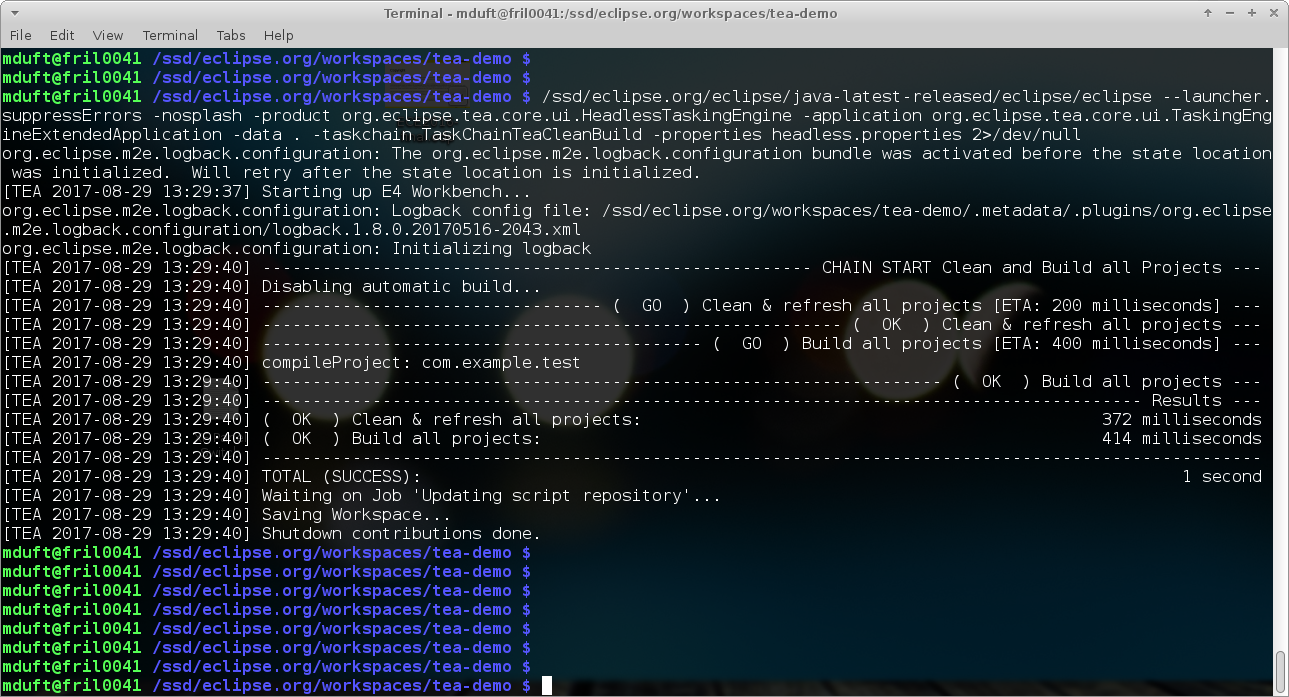 Terminal - mduft@fril0041:/ssd/eclipse.org/workspaces/tea-demo
File Edit View Terminal Tabs Help
mduft@fril0041 /ssd/eclipse.org/workspaces/tea-demo $
mduft@fril0041 /ssd/eclipse.org/workspaces/tea-demo $
mduft@fril0041 /ssd/eclipse.org/workspaces/tea-demo $ /ssd/eclipse.org/eclipse/java-latest-released/eclipse/eclipse --launcher.
suppressErrors -nosplash -product org.eclipse.tea.core.ui.HeadlessTaskingEngine -application org.eclipse.tea.core.ui.TaskingEng
ineExtendedApplication -data . -taskchain TaskChainTeaCleanBuild -properties headless.properties 2>/dev/null
org.eclipse.m2e.logback.configuration: The org.eclipse.m2e.logback.configuration bundle was activated before the state location
 was initialized.  Will retry after the state location is initialized.
[TEA 2017-08-29 13:29:37] Starting up E4 Workbench...
org.eclipse.m2e.logback.configuration: Logback config file: /ssd/eclipse.org/workspaces/tea-demo/.metadata/.plugins/org.eclipse
.m2e.logback.configuration/logback.1.8.0.20170516-2043.xml
org.eclipse.m2e.logback.configuration: Initializing logback
[TEA 2017-08-29 13:29:40] ------------------------------------------------------- CHAIN START Clean and Build all Projects ---
[TEA 2017-08-29 13:29:40] Disabling automatic build...
[TEA 2017-08-29 13:29:40] ---------------------------------- (  GO  ) Clean & refresh all projects [ETA: 200 milliseconds] ---
[TEA 2017-08-29 13:29:40] ---------------------------------------------------------- (  OK  ) Clean & refresh all projects ---
[TEA 2017-08-29 13:29:40] -------------------------------------------- (  GO  ) Build all projects [ETA: 400 milliseconds] ---
[TEA 2017-08-29 13:29:40] compileProject: com.example.test
[TEA 2017-08-29 13:29:40] -------------------------------------------------------------------- (  OK  ) Build all projects ---
[TEA 2017-08-29 13:29:40] ---------------------------------------------------------------------------------------- Results ---
[TEA 2017-08-29 13:29:40] (  OK  ) Clean & refresh all projects:                                              372 milliseconds
[TEA 2017-08-29 13:29:40] (  OK  ) Build all projects:                                                        414 milliseconds
[TEA 2017-08-29 13:29:40] ----------------------------------------------------------------------------------------------------
[TEA 2017-08-29 13:29:40] TOTAL (SUCCESS):                                                                            1 second
[TEA 2017-08-29 13:29:40] Waiting on Job 'Updating script repository'...
[TEA 2017-08-29 13:29:40] Saving Workspace...
[TEA 2017-08-29 13:29:40] Shutdown contributions done.
mduft@fril0041 /ssd/eclipse.org/workspaces/tea-demo $
mduft@fril0041 /ssd/eclipse.org/workspaces/tea-demo $
mduft@fril0041 /ssd/eclipse.org/workspaces/tea-demo $
mduft@fril0041 /ssd/eclipse.org/workspaces/tea-demo $
mduft@fril0041 /ssd/eclipse.org/workspaces/tea-demo $
mduft@fril0041 /ssd/eclipse.org/workspaces/tea-demo $
mduft@fril0041 /ssd/eclipse.org/workspaces/tea-demo $
mduft@fril0041 /ssd/eclipse.org/workspaces/tea-demo $